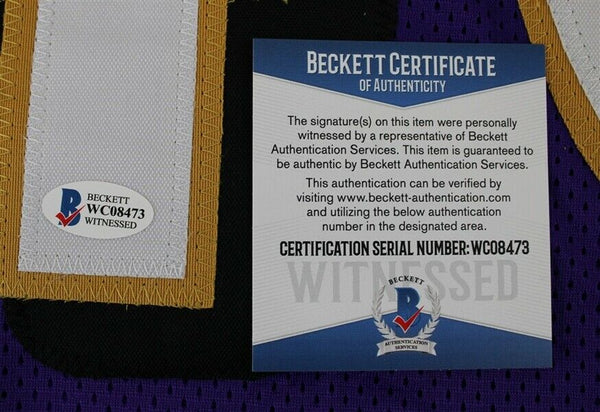 BECKETT CERTIFICATE
OF AUTHENTICITY
The signature(s) on this item were personally
witnessed by a representative of Beckett
Authentication Services. This item is guaranteed to
be authentic by Beckett Authentication Services.
This authentication can be verified by
visiting www.beckett-authentication.com
and utilizing the below authentication
number in the designated area.
CERTIFICATION SERIAL NUMBER: WC08473
WITNESSED
BECKETT
B
AUTHENTICATION
SERVICES
B
BECKETT
WC08473
WITNESSED